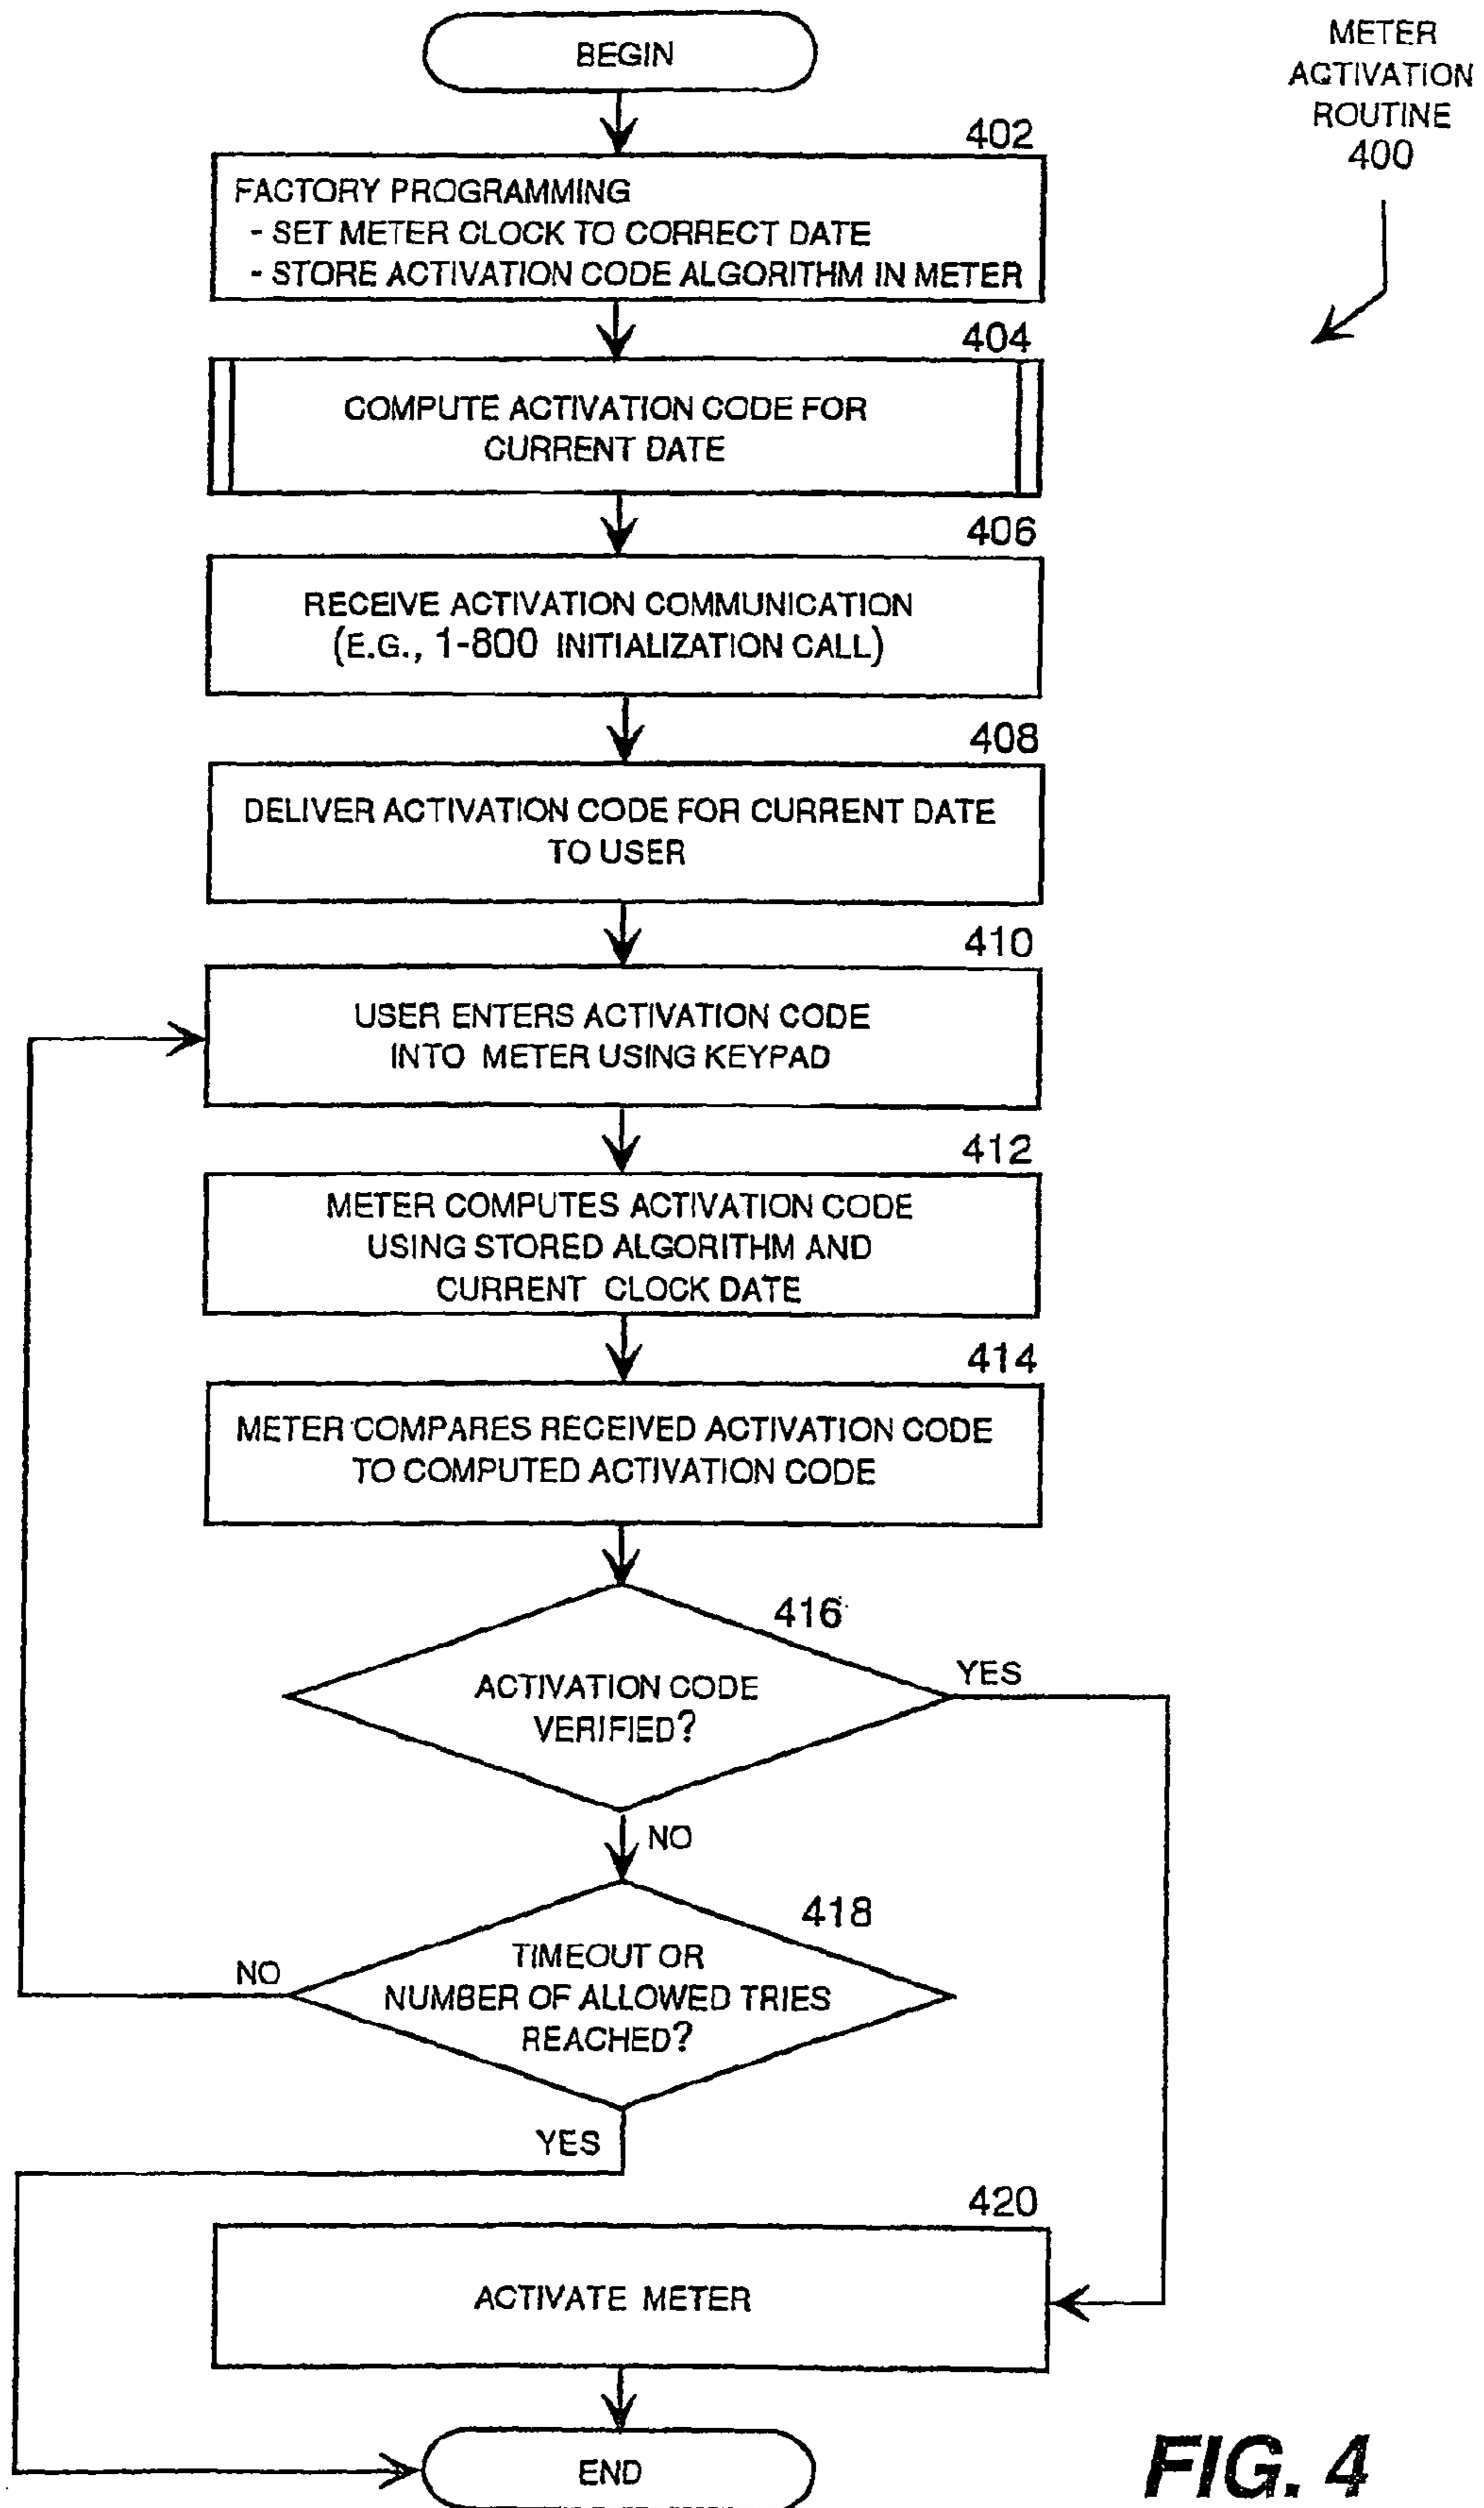 BEGIN
METER
ACTIVATION
ROUTINE
400
402
FACTORY PROGRAMMING
- SET METER CLOCK TO CORRECT DATE
- STORE ACTIVATION CODE ALGORITHM IN METER
404
COMPUTE ACTIVATION CODE FOR
CURRENT DATE
406
RECEIVE ACTIVATION COMMUNICATION
(E.G., 1-800 INITIALIZATION CALL)
408
DELIVER ACTIVATION CODE FOR CURRENT DATE
TO USER
410
USER ENTERS ACTIVATION CODE
INTO METER USING KEYPAD
412
METER COMPUTES ACTIVATION CODE
USING STORED ALGORITHM AND
CURRENT CLOCK DATE
414
METER COMPARES RECEIVED ACTIVATION CODE
TO COMPUTED ACTIVATION CODE
416
ACTIVATION CODE
VERIFIED?
YES
NO
418
TIMEOUT OR
NUMBER OF ALLOWED TRIES
REACHED?
NO
YES
420
ACTIVATE METER
END
FIG. 4